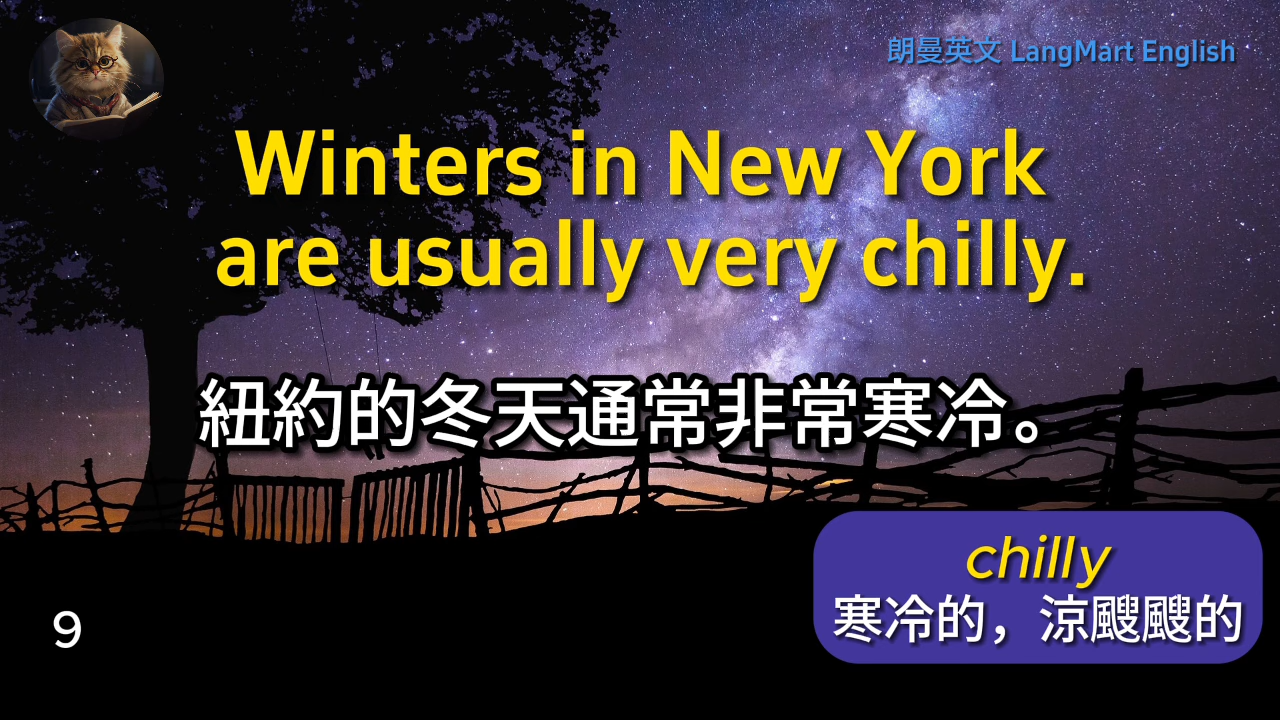 朗曼英文 LangMart English
Winters in New York
are usually very chilly.
紐約的冬天通常非常寒冷。
chilly
寒冷的，涼颼颼的
9